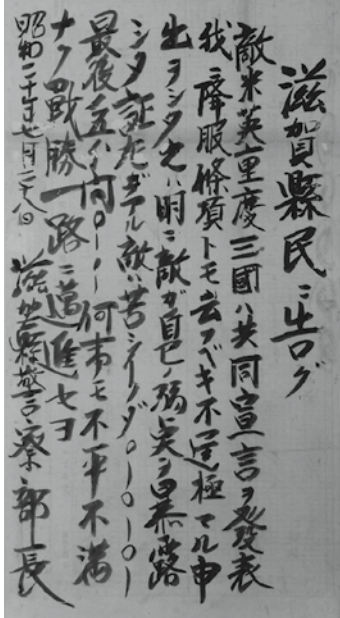 滋賀縣民ニ告グ
敵米英重慶三國ハ共同宣言ヲ發表
我ニ降服條項トモ云フベキ不逞極マル申
出ヲシタ之ハ明ニ敵ガ自己ノ弱点ヲ暴露
シタ証左デアル敵ハ苦シイノダ
最後ノ五分間 何事モ不平不満
ナク戰勝一路ニ邁進セヨ
昭和二十年七月二十八日 滋賀縣警察部長